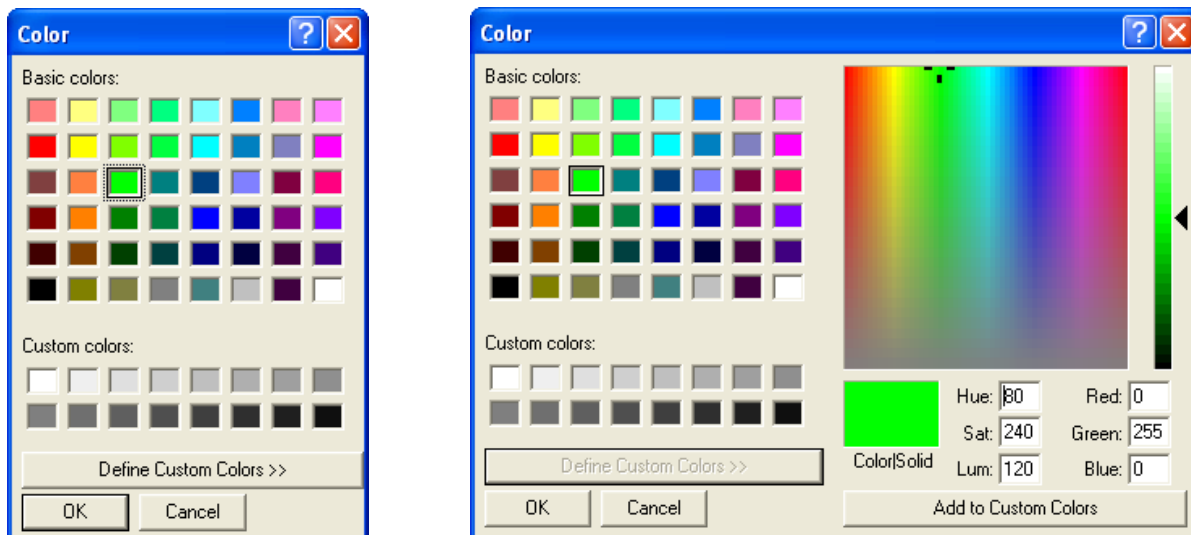 Color
Basic colors:
Custom colors:
Define Custom Colors >>
OK Cancel
Color
Basic colors:
Custom colors:
Define Custom Colors >>
OK Cancel
Color|Solid
Hue: 80 Red: 0
Sat: 240 Green: 255
Lum: 120 Blue: 0
Add to Custom Colors